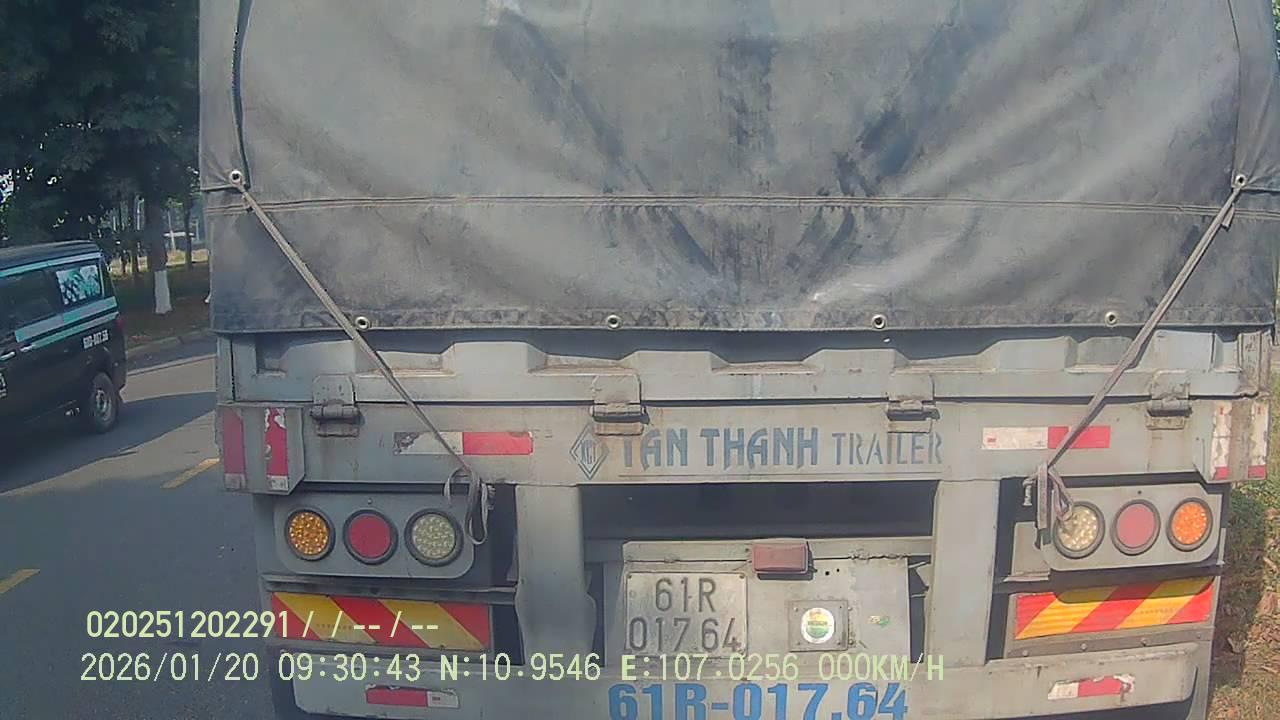 TAN THANH TRAILER
61R
017.64
020251202291 / / -- / --
2026/01/20 09:30:43 N:10.9546 E:107.0256 000KM/H
61R-017.64